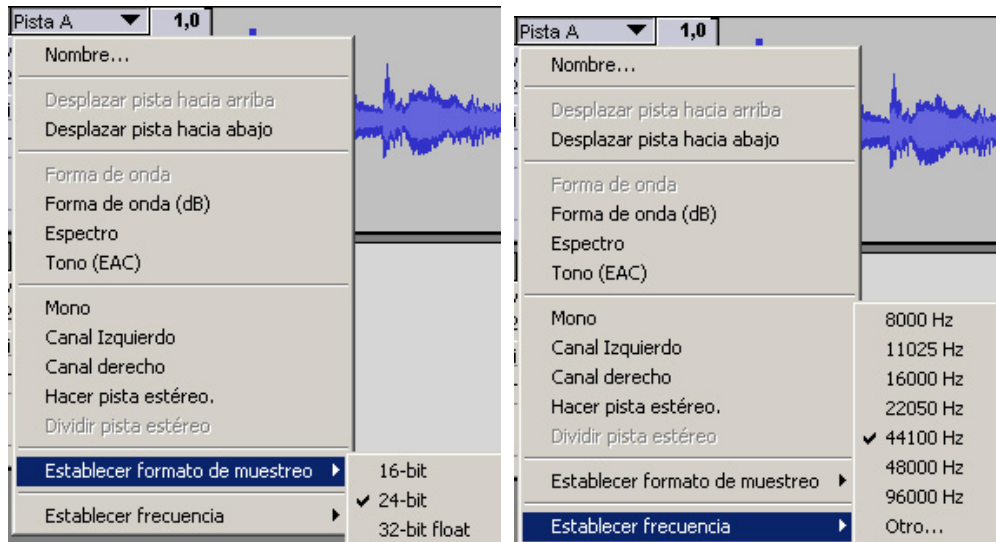 Pista A 1,0
Nombre...
Desplazar pista hacia arriba
Desplazar pista hacia abajo
Forma de onda
Forma de onda (dB)
Espectro
Tono (EAC)
Mono
Canal Izquierdo
Canal derecho
Hacer pista estéreo.
Dividir pista estéreo
Establecer formato de muestreo
16-bit
24-bit
32-bit float
Establecer frecuencia
Pista A 1,0
Nombre...
Desplazar pista hacia arriba
Desplazar pista hacia abajo
Forma de onda
Forma de onda (dB)
Espectro
Tono (EAC)
Mono
Canal Izquierdo
Canal derecho
Hacer pista estéreo.
Dividir pista estéreo
Establecer formato de muestreo
Establecer frecuencia
8000 Hz
11025 Hz
16000 Hz
22050 Hz
44100 Hz
48000 Hz
96000 Hz
Otro...